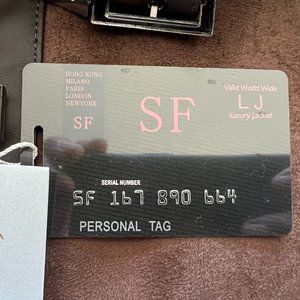 HONG KONG
MILANO
PARIS
LONDON
NEWYORK
SF
SF
Valid World Wide
LJ
luxury jacket
SERIAL NUMBER
SF 167 890 664
PERSONAL TAG